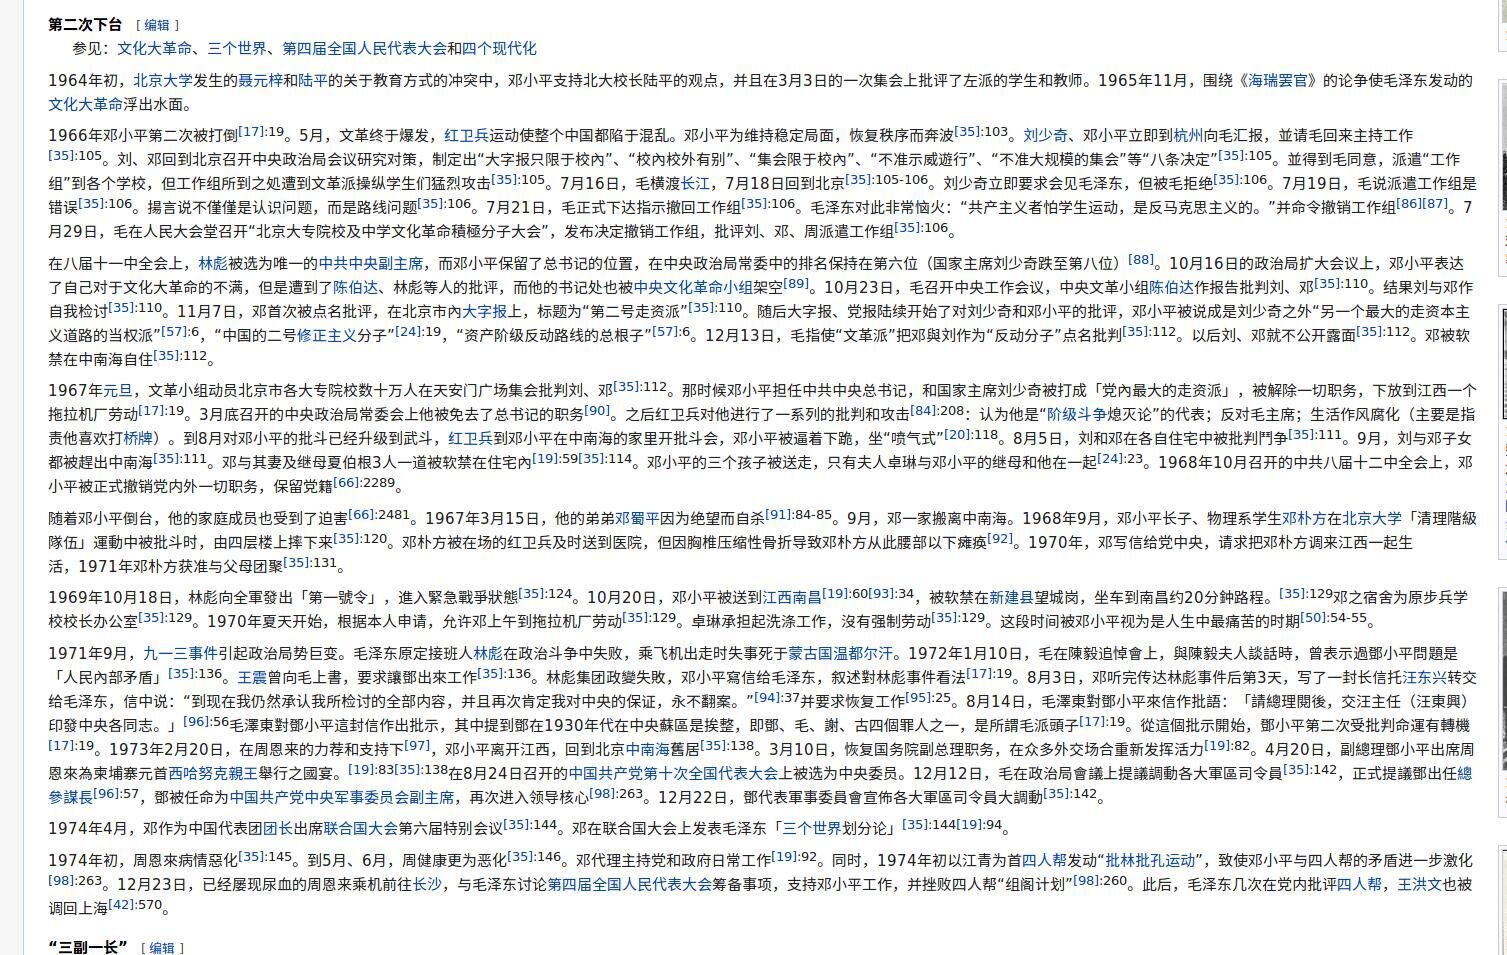 第二次下台 [ 编辑 ]
参见：文化大革命、三个世界、第四届全国人民代表大会和四个现代化
1964年初，北京大学发生的聂元梓和陆平的关于教育方式的冲突中，邓小平支持北大校长陆平的观点，并且在3月3日的一次集会上批评了左派的学生和教师。1965年11月，围绕《海瑞罢官》的论争使毛泽东发动的
文化大革命浮出水面。
1966年邓小平第二次被打倒[17]:19。5月，文革终于爆发，红卫兵运动使整个中国都陷于混乱。邓小平为维持稳定局面，恢复秩序而奔波[35]:103。刘少奇、邓小平立即到杭州向毛汇报，並请毛回来主持工作
[35]:105。刘、邓回到北京召开中央政治局会议研究对策，制定出“大字报只限于校内”、“校内校外有别”、“集会限于校內”、“不准示威遊行”、“不准大规模的集会”等“八条决定”[35]:105。並得到毛同意，派遣“工作
组”到各个学校，但工作组所到之处遭到文革派操纵学生们猛烈攻击[35]:105。7月16日，毛横渡长江，7月18日回到北京[35]:105-106。刘少奇立即要求会见毛泽东，但被毛拒绝[35]:106。7月19日，毛说派遣工作组是
错误[35]:106。揚言说不僅僅是认识问题，而是路线问题[35]:106。7月21日，毛正式下达指示撤回工作组[35]:106。毛泽东对此非常恼火：“共产主义者怕学生运动，是反马克思主义的。”并命令撤销工作组[86][87]。7
月29日，毛在人民大会堂召开“北京大专院校及中学文化革命積極分子大会”，发布决定撤销工作组，批评刘、邓、周派遣工作组[35]:106。
在八届十一中全会上，林彪被选为唯一的中共中央副主席，而邓小平保留了总书记的位置，在中央政治局常委中的排名保持在第六位（国家主席刘少奇跌至第八位）[88]。10月16日的政治局扩大会议上，邓小平表达
了自己对于文化大革命的不满，但是遭到了陈伯达、林彪等人的批评，而他的书记处也被中央文化革命小组架空[89]。10月23日，毛召开中央工作会议，中央文革小组陈伯达作报告批判刘、邓[35]:110。结果刘与邓作
自我检讨[35]:110。11月7日，邓首次被点名批评，在北京市內大字报上，标题为“第二号走资派”[35]:110。随后大字报、党报陆续开始了对刘少奇和邓小平的批评，邓小平被说成是刘少奇之外“另一个最大的走资本主
义道路的当权派”[57]:6，“中国的二号修正主义分子”[24]:19，“资产阶级反动路线的总根子”[57]:6。12月13日，毛指使“文革派”把邓與刘作为“反动分子”点名批判[35]:112。以后刘、邓就不公开露面[35]:112。邓被软
禁在中南海自住[35]:112。
1967年元旦，文革小组动员北京市各大专院校数十万人在天安门广场集会批判刘、邓[35]:112。那时候邓小平担任中共中央总书记，和国家主席刘少奇被打成「党內最大的走资派」，被解除一切职务，下放到江西一个
拖拉机厂劳动[17]:19。3月底召开的中央政治局常委会上他被免去了总书记的职务[90]。之后红卫兵对他进行了一系列的批判和攻击[84]:208：认为他是“阶级斗争熄灭论”的代表；反对毛主席；生活作风腐化（主要是指
责他喜欢打桥牌）。到8月对邓小平的批斗已经升级到武斗，红卫兵到邓小平在中南海的家里开批斗会，邓小平被逼着下跪，坐“喷气式”[20]:118。8月5日，刘和邓在各自住宅中被批判鬥争[35]:111。9月，刘与邓子女
都被趕出中南海[35]:111。邓与其妻及继母夏伯根3人一道被软禁在住宅內[19]:59[35]:114。邓小平的三个孩子被送走，只有夫人卓琳与邓小平的继母和他在一起[24]:23。1968年10月召开的中共八届十二中全会上，邓
小平被正式撤销党内外一切职务，保留党籍[66]:2289。
随着邓小平倒台，他的家庭成员也受到了迫害[66]:2481。1967年3月15日，他的弟弟邓蜀平因为绝望而自杀[91]:84-85。9月，邓一家搬离中南海。1968年9月，邓小平长子、物理系学生邓朴方在北京大学「清理階級
隊伍」運動中被批斗时，由四层楼上摔下来[35]:120。邓朴方被在场的红卫兵及时送到医院，但因胸椎压缩性骨折导致邓朴方从此腰部以下瘫痪[92]。1970年，邓写信给党中央，请求把邓朴方调来江西一起生
活，1971年邓朴方获准与父母团聚[35]:131。
1969年10月18日，林彪向全軍發出「第一號令」，進入緊急戰爭狀態[35]:124。10月20日，邓小平被送到江西南昌[19]:60[93]:34，被软禁在新建县望城岗，坐车到南昌约20分鈡路程。[35]:129邓之宿舍为原步兵学
校校长办公室[35]:129。1970年夏天开始，根据本人申请，允许邓上午到拖拉机厂劳动[35]:129。卓琳承担起洗涤工作，沒有强制劳动[35]:129。这段时间被邓小平视为是人生中最痛苦的时期[50]:54-55。
1971年9月，九一三事件引起政治局势巨变。毛泽东原定接班人林彪在政治斗争中失败，乘飞机出走时失事死于蒙古国温都尔汗。1972年1月10日，毛在陳毅追悼會上，與陳毅夫人談話時，曾表示過鄧小平問題是
「人民內部矛盾」[35]:136。王震曾向毛上書，要求讓鄧出來工作[35]:136。林彪集团政變失敗，邓小平寫信给毛泽东，叙述對林彪事件看法[17]:19。8月3日，邓听完传达林彪事件后第3天，写了一封长信托汪东兴转交
给毛泽东，信中说：“到现在我仍然承认我所检讨的全部内容，并且再次肯定我对中央的保证，永不翻案。”[94]:37并要求恢复工作[95]:25。8月14日，毛澤東對鄧小平來信作批語：「請總理閱後，交汪主任（汪東興）
印發中央各同志。」[96]:56毛澤東對鄧小平這封信作出批示，其中提到鄧在1930年代在中央蘇區是挨整，即鄧、毛、謝、古四個罪人之一，是所謂毛派頭子[17]:19。從這個批示開始，鄧小平第二次受批判命運有轉機
[17]:19。1973年2月20日，在周恩来的力荐和支持下[97]，邓小平离开江西，回到北京中南海舊居[35]:138。3月10日，恢复国务院副总理职务，在众多外交场合重新发挥活力[19]:82。4月20日，副總理鄧小平出席周
恩來為柬埔寨元首西哈努克親王舉行之國宴。[19]:83[35]:138在8月24日召开的中国共产党第十次全国代表大会上被选为中央委员。12月12日，毛在政治局會議上提議調動各大軍區司令員[35]:142，正式提議鄧出任總
參謀長[96]:57，鄧被任命为中国共产党中央军事委员会副主席，再次进入领导核心[98]:263。12月22日，鄧代表軍事委員會宣佈各大軍區司令員大調動[35]:142。
1974年4月，邓作为中国代表团团长出席联合国大会第六届特别会议[35]:144。邓在联合国大会上发表毛泽东「三个世界划分论」[35]:144[19]:94。
1974年初，周恩來病情惡化[35]:145。到5月、6月，周健康更为恶化[35]:146。邓代理主持党和政府日常工作[19]:92。同时，1974年初以江青为首四人帮发动“批林批孔运动”，致使邓小平与四人帮的矛盾进一步激化
[98]:263。12月23日，已经屡现尿血的周恩来乘机前往长沙，与毛泽东讨论第四届全国人民代表大会筹备事项，支持邓小平工作，并挫败四人帮“组阁计划”[98]:260。此后，毛泽东几次在党内批评四人帮，王洪文也被
调回上海[42]:570。
“三副一长” [ 编辑 ]